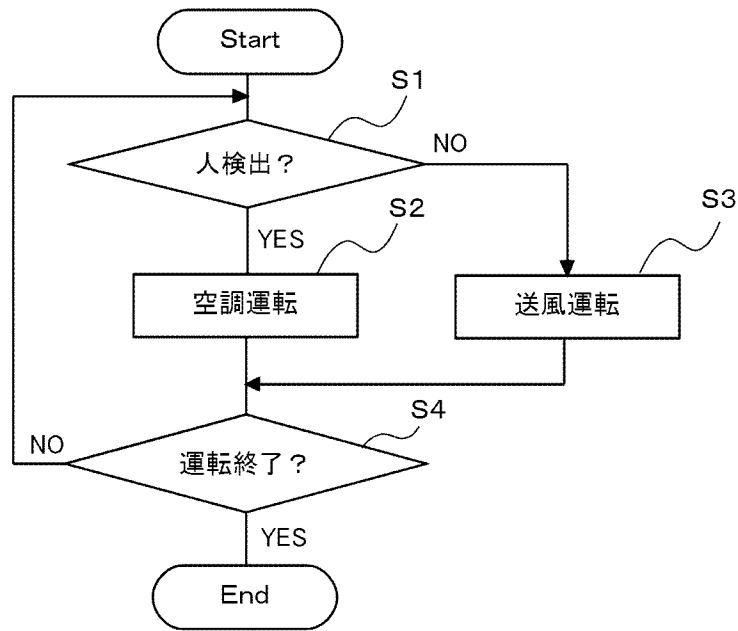 Start
S1
人検出?
NO
S2
YES
S3
空調運転
送風運転
S4
NO
運転終了?
YES
End